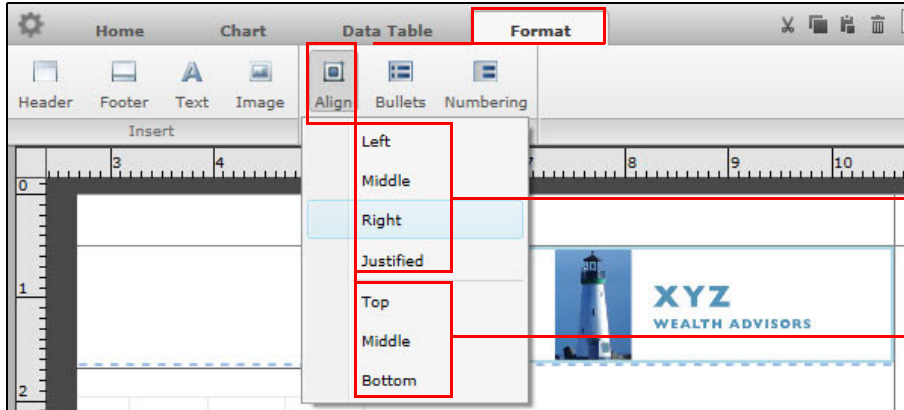 Home Chart Data Table Format
Header Footer Text Image Align Bullets Numbering
Insert
Left
3 4 7 8 9 10
0
Middle
Right
Justified
1
Top
XYZ
WEALTH ADVISORS
Middle
Bottom
2